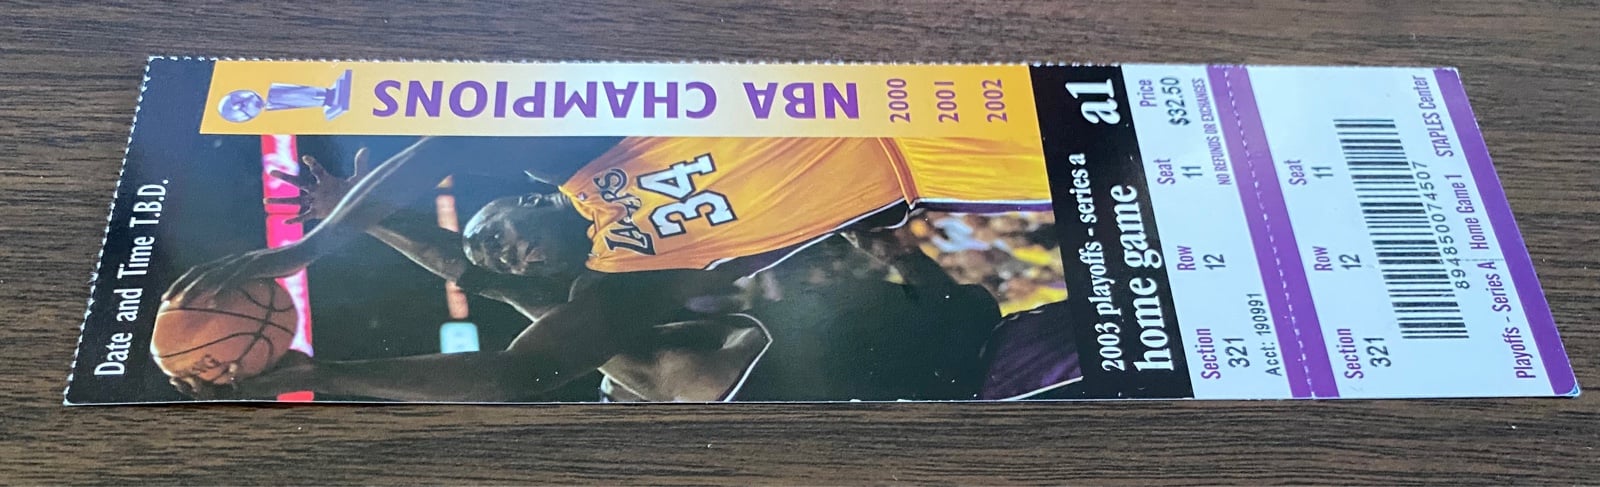 Date and Time T.B.D.
NBA CHAMPIONS
2000
2001
2002
LAKERS
34
2003 playoffs - series a
home game
a1
Section Row Seat Price
321 12 11 $32.50
Acct: 190991
NO REFUNDS OR EXCHANGES
Section Row Seat
321 12 11
894850074507
Playoffs - Series A Home Game 1 STAPLES Center